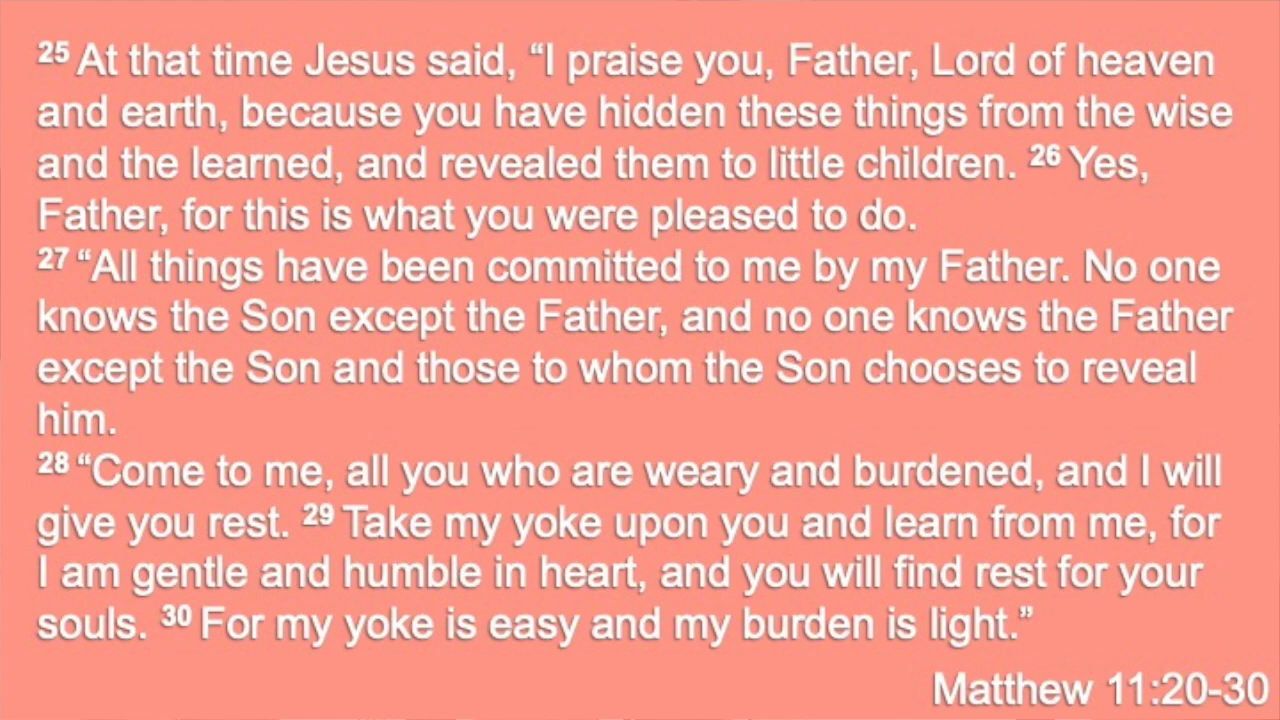 25 At that time Jesus said, “I praise you, Father, Lord of heaven
and earth, because you have hidden these things from the wise
and the learned, and revealed them to little children. 26 Yes,
Father, for this is what you were pleased to do.
27 “All things have been committed to me by my Father. No one
knows the Son except the Father, and no one knows the Father
except the Son and those to whom the Son chooses to reveal
him.
28 “Come to me, all you who are weary and burdened, and I will
give you rest. 29 Take my yoke upon you and learn from me, for
I am gentle and humble in heart, and you will find rest for your
souls. 30 For my yoke is easy and my burden is light.”
Matthew 11:20-30